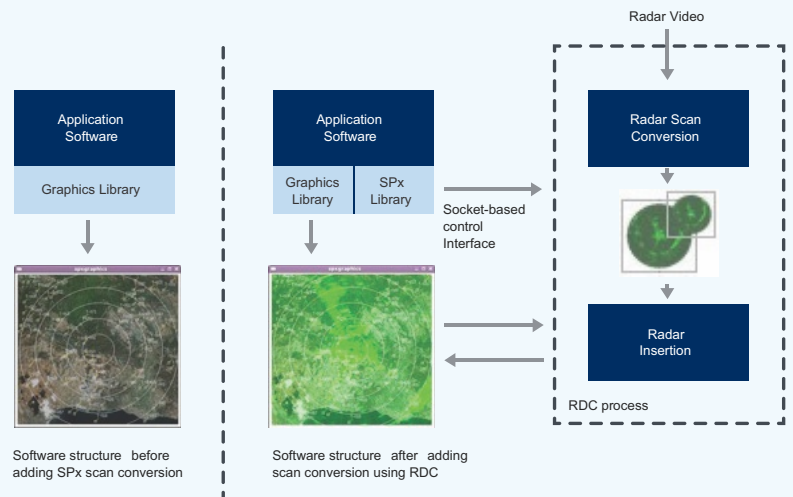 Radar Video
Application
Software
Graphics Library
Application
Software
Graphics
Library
SPx
Library
Socket-based
control
Interface
Radar Scan
Conversion
Radar
Insertion
RDC process
Software structure before
adding SPx scan conversion
Software structure after adding
scan conversion using RDC